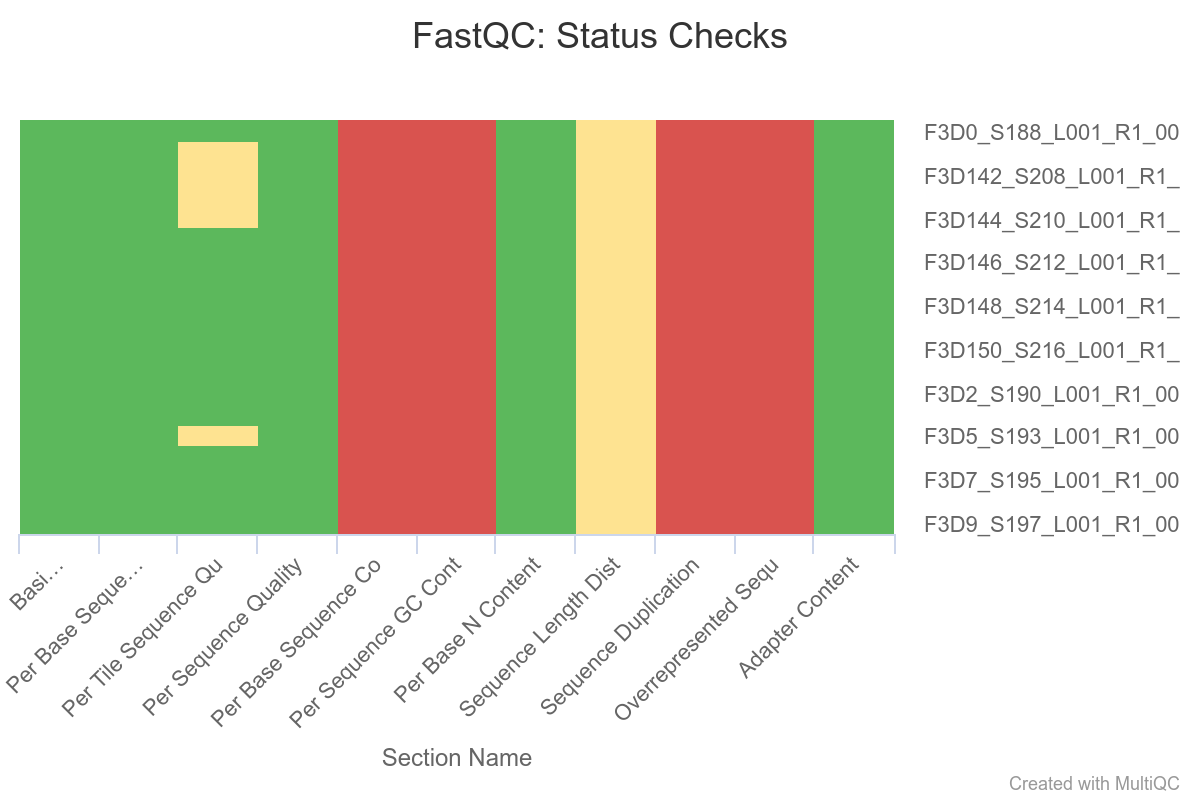 FastQC: Status Checks
F3D0_S188_L001_R1_00
F3D142_S208_L001_R1_
F3D144_S210_L001_R1_
F3D146_S212_L001_R1_
F3D148_S214_L001_R1_
F3D150_S216_L001_R1_
F3D2_S190_L001_R1_00
F3D5_S193_L001_R1_00
F3D7_S195_L001_R1_00
F3D9_S197_L001_R1_00
Basi…
Per Base Seque…
Per Tile Sequence Qu
Per Sequence Quality
Per Base Sequence Co
Per Sequence GC Cont
Per Base N Content
Sequence Length Dist
Sequence Duplication
Overrepresented Sequ
Adapter Content
Section Name
Created with MultiQC